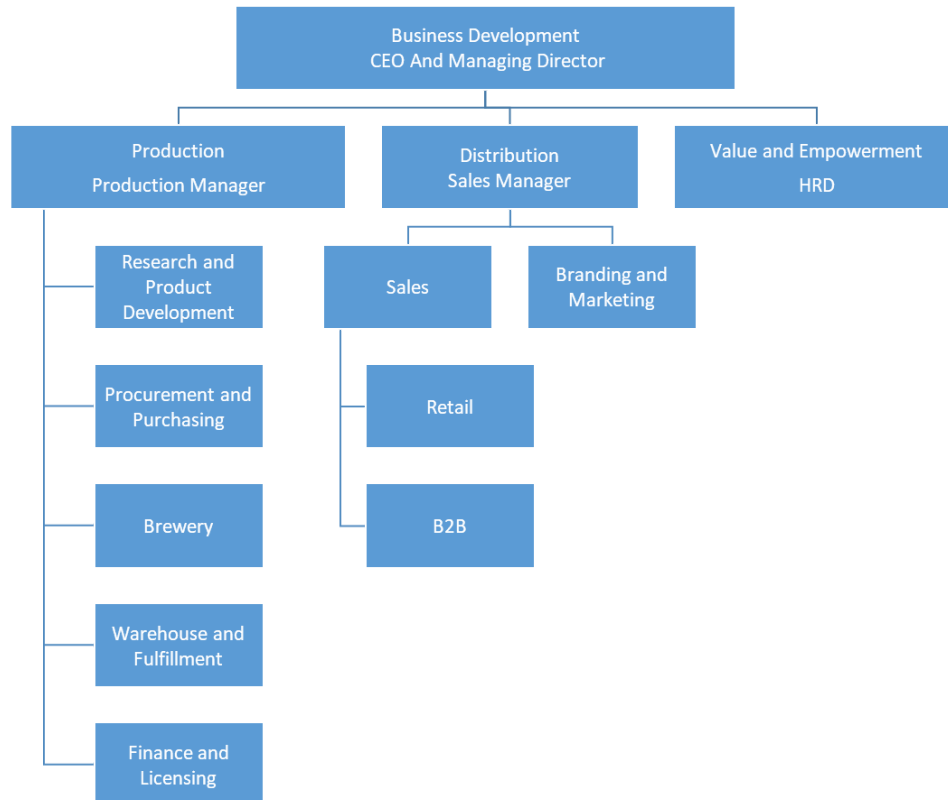 Business Development
CEO And Managing Director
Production
Production Manager
Distribution
Sales Manager
Value and Empowerment
HRD
Research and
Product
Development
Procurement and
Purchasing
Brewery
Warehouse and
Fulfillment
Finance and
Licensing
Sales
Branding and
Marketing
Retail
B2B